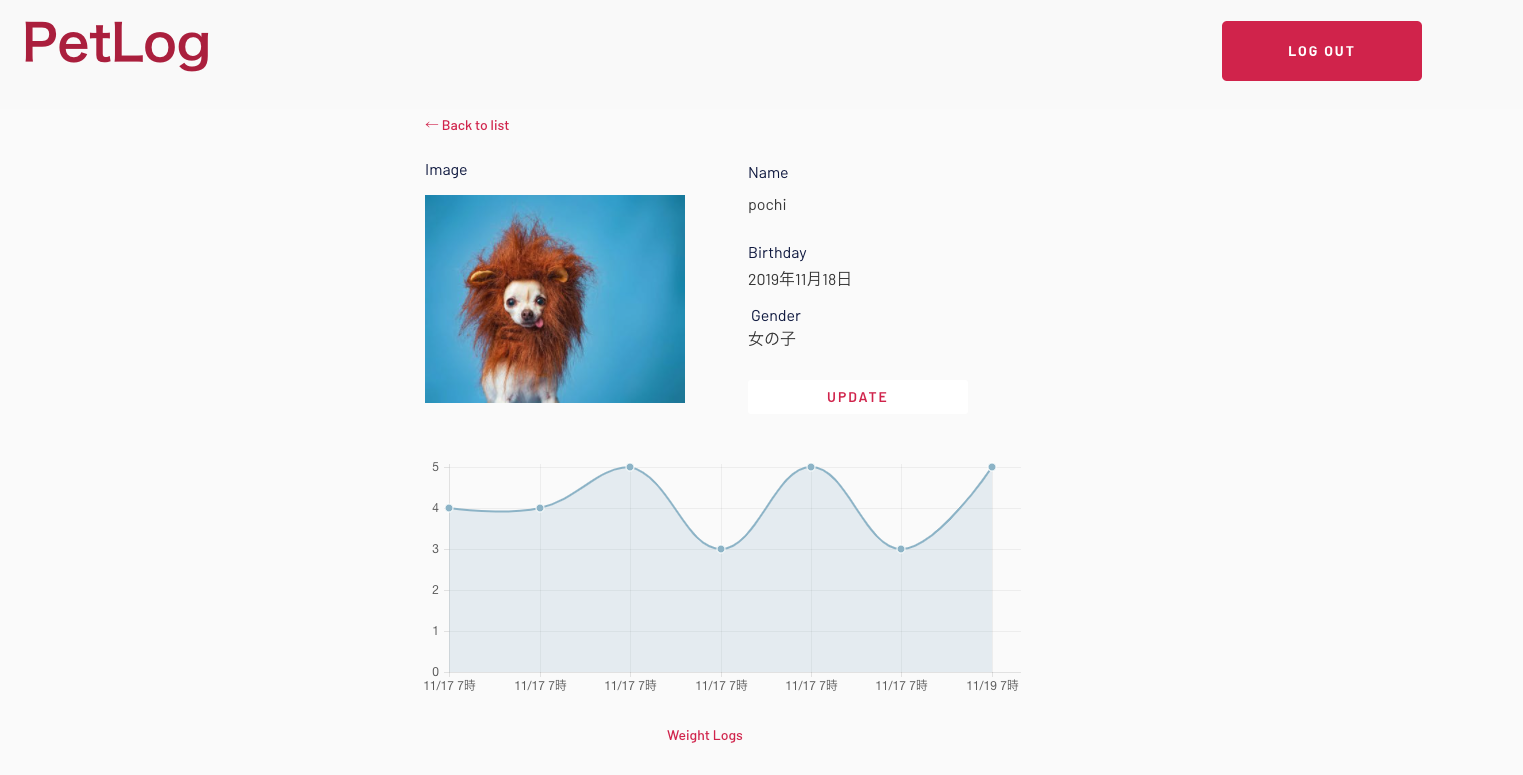 PetLog
LOG OUT
← Back to list
Image
Name
pochi
Birthday
2019年11月18日
Gender
女の子
UPDATE
5
4
3
2
1
0
11/17 7時 11/17 7時 11/17 7時 11/17 7時 11/17 7時 11/17 7時 11/19 7時
Weight Logs